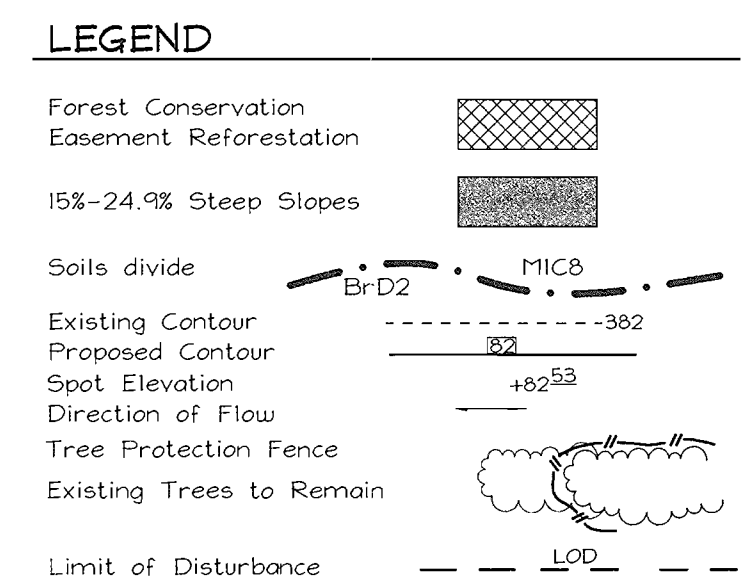 LEGEND
Forest Conservation
Easement Reforestation
15%-24.9% Steep Slopes
Soils divide
BrD2
M1C8
Existing Contour
382
Proposed Contour
82
Spot Elevation
+82 53
Direction of Flow
Tree Protection Fence
Existing Trees to Remain
Limit of Disturbance
LOD